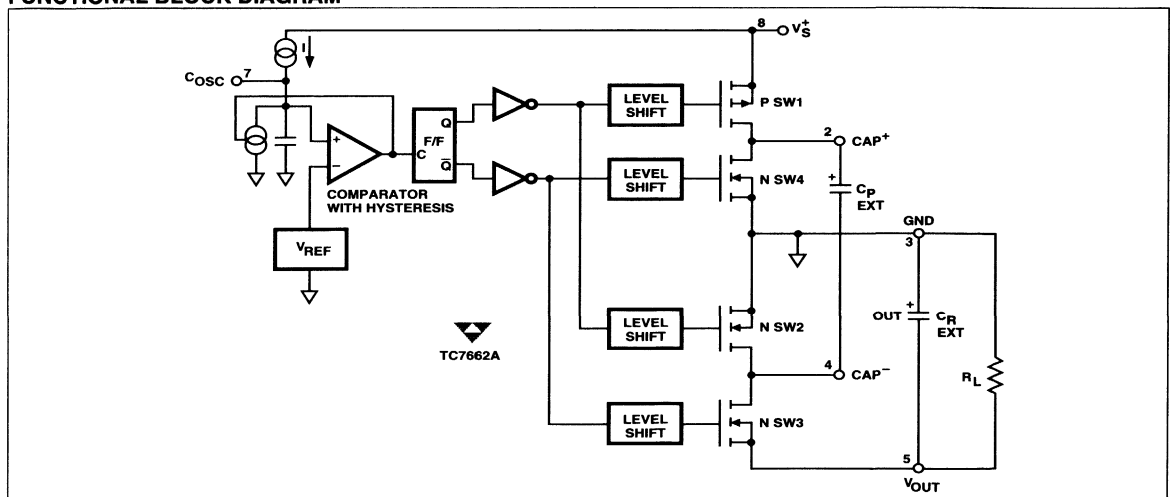 FUNCTIONAL BLOCK DIAGRAM
8
V+S
I
COSC
7
LEVEL
SHIFT
P SW1
Q
F/F
C
Q
+
–
COMPARATOR
WITH HYSTERESIS
2
CAP+
LEVEL
SHIFT
N SW4
+
CP
EXT
GND
3
VREF
LEVEL
SHIFT
N SW2
OUT
+
CR
EXT
TC7662A
4
CAP–
RL
LEVEL
SHIFT
N SW3
5
VOUT